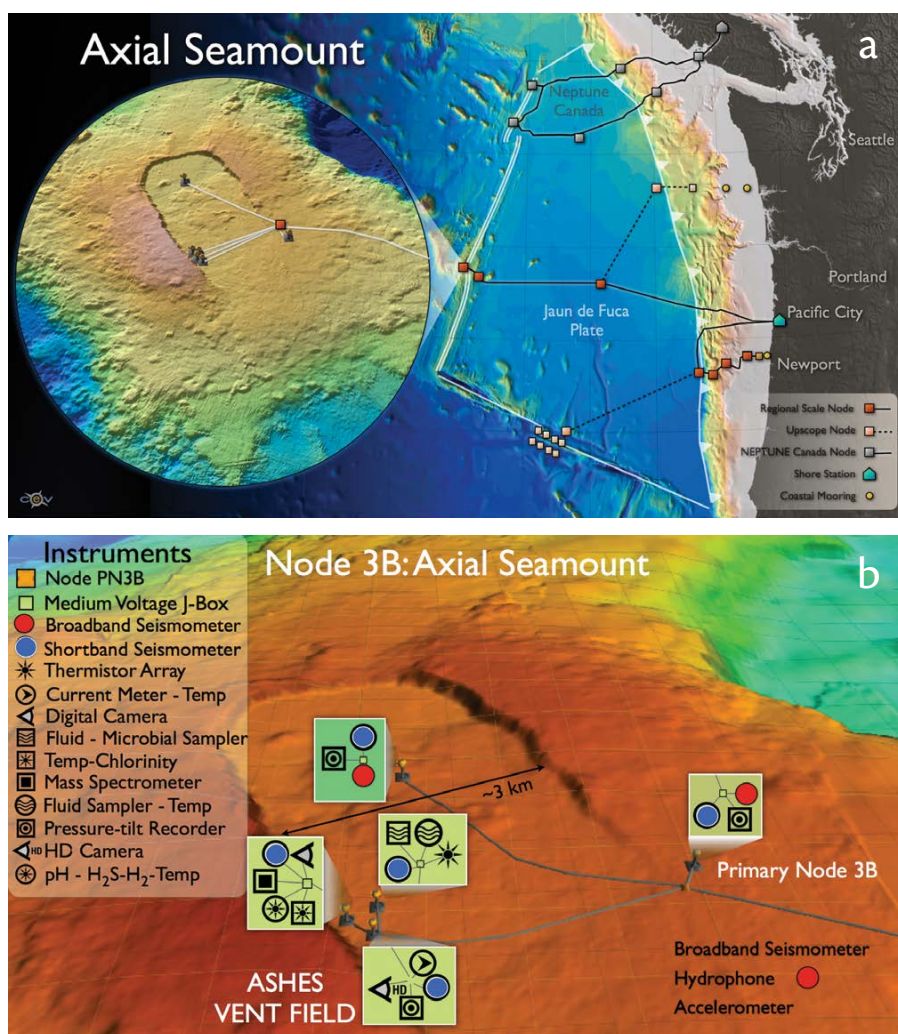 Axial Seamount
a
Neptune
Canada
Seattle
Portland
Jaun de Fuca
Plate
Pacific City
Newport
Regional Scale Node
Upscope Node
NEPTUNE Canada Node
Shore Station
Coastal Mooring
cev
Instruments
Node PN3B
Medium Voltage J-Box
Broadband Seismometer
Shortband Seismometer
Thermistor Array
Current Meter - Temp
Digital Camera
Fluid - Microbial Sampler
Temp-Chlorinity
Mass Spectrometer
Fluid Sampler - Temp
Pressure-tilt Recorder
HD HD Camera
pH - H₂S-H₂-Temp
Node 3B: Axial Seamount
b
~3 km
Primary Node 3B
HD
ASHES
VENT FIELD
Broadband Seismometer
Hydrophone
Accelerometer